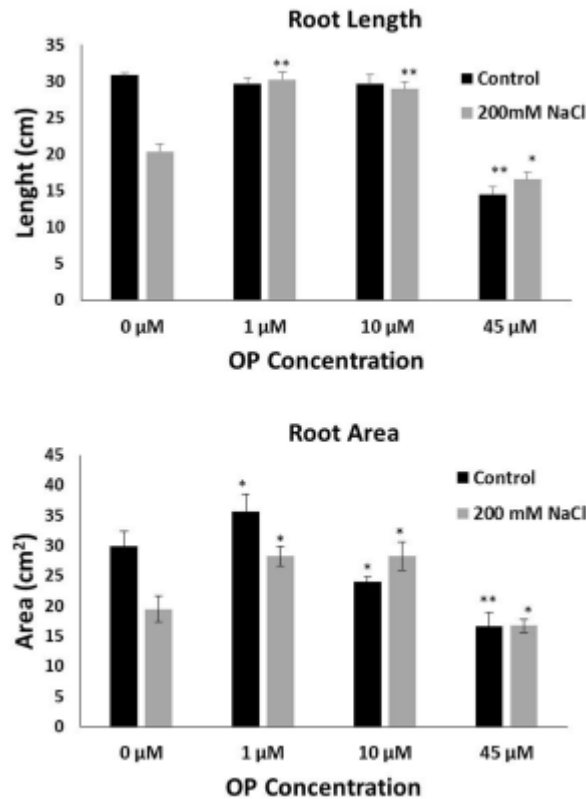 Root Length
35
30
25
20
15
10
5
0
Lenght (cm)
** ** ** *
Control
200mM NaCl
0 µM 1 µM 10 µM 45 µM
OP Concentration
Root Area
45
40
35
30
25
20
15
10
5
0
Area (cm²)
* * * * ** *
Control
200 mM NaCl
0 µM 1 µM 10 µM 45 µM
OP Concentration